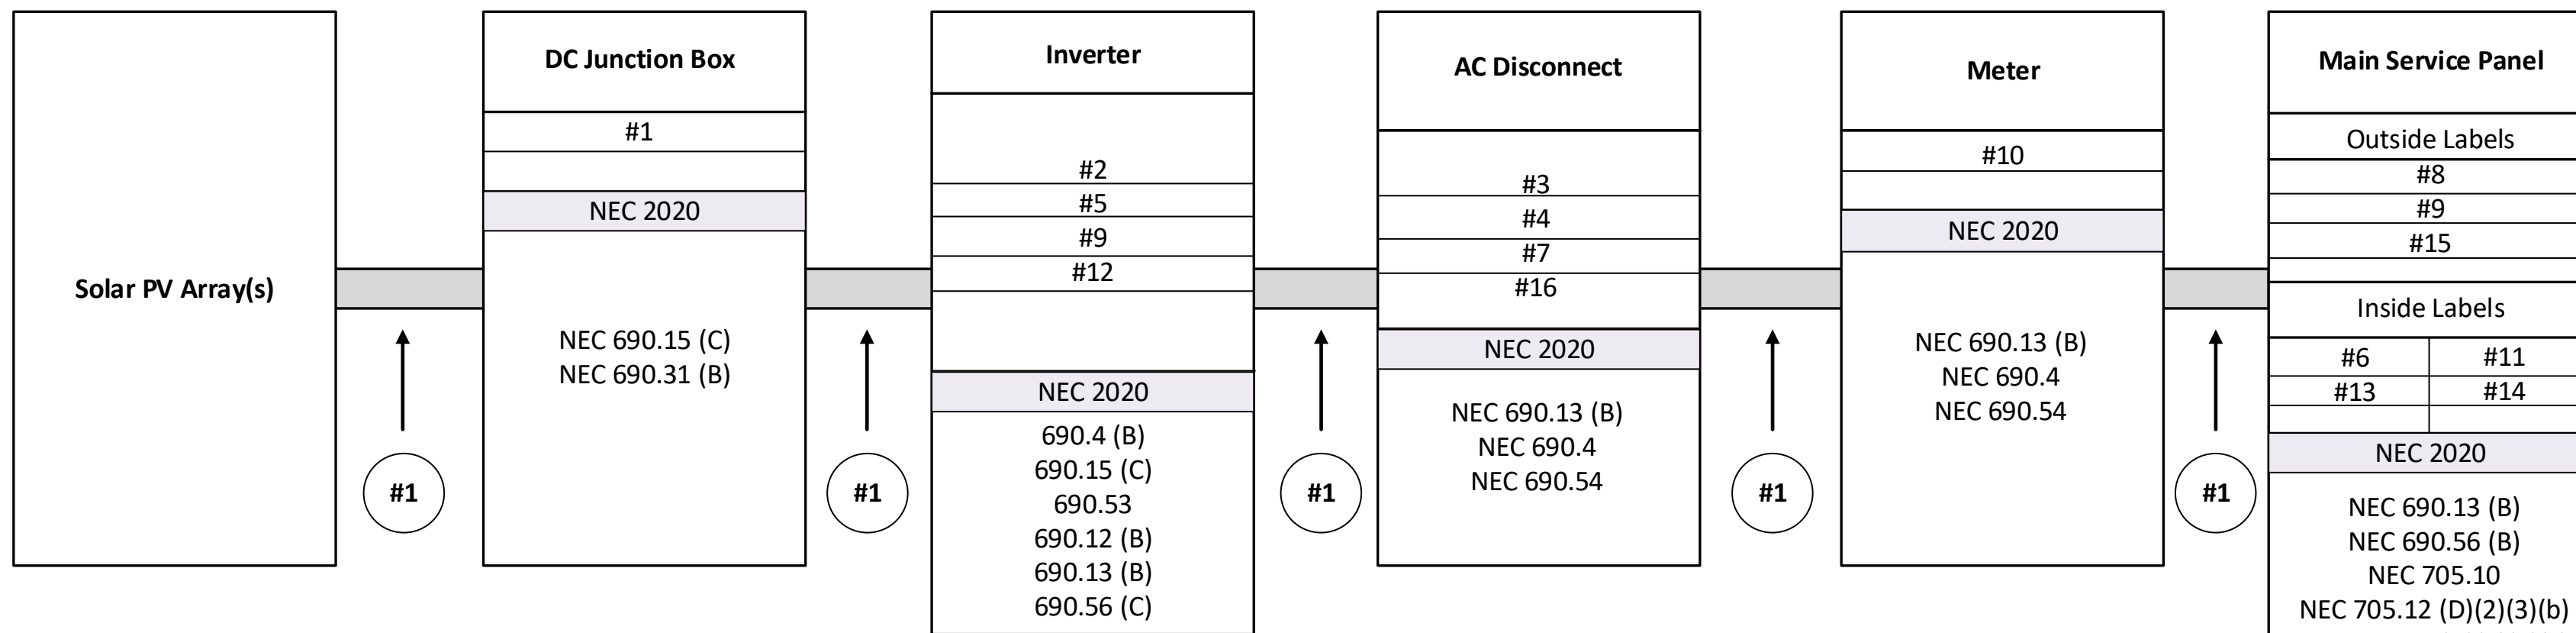 Solar PV Array(s)
#1
DC Junction Box
#1
NEC 2020
NEC 690.15 (C)
NEC 690.31 (B)
#1
Inverter
#2
#5
#9
#12
NEC 2020
690.4 (B)
690.15 (C)
690.53
690.12 (B)
690.13 (B)
690.56 (C)
#1
AC Disconnect
#3
#4
#7
#16
NEC 2020
NEC 690.13 (B)
NEC 690.4
NEC 690.54
#1
Meter
#10
NEC 2020
NEC 690.13 (B)
NEC 690.4
NEC 690.54
#1
Main Service Panel
Outside Labels
#8
#9
#15
Inside Labels
#6 #11
#13 #14
NEC 2020
NEC 690.13 (B)
NEC 690.56 (B)
NEC 705.10
NEC 705.12 (D)(2)(3)(b)